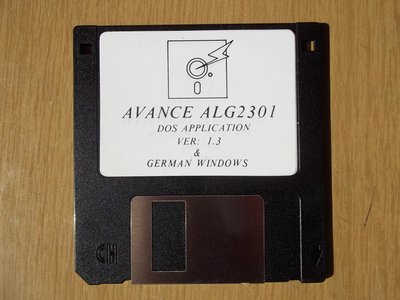 AVANCE ALG2301
DOS APPLICATION
VER: 1.3
&
GERMAN WINDOWS